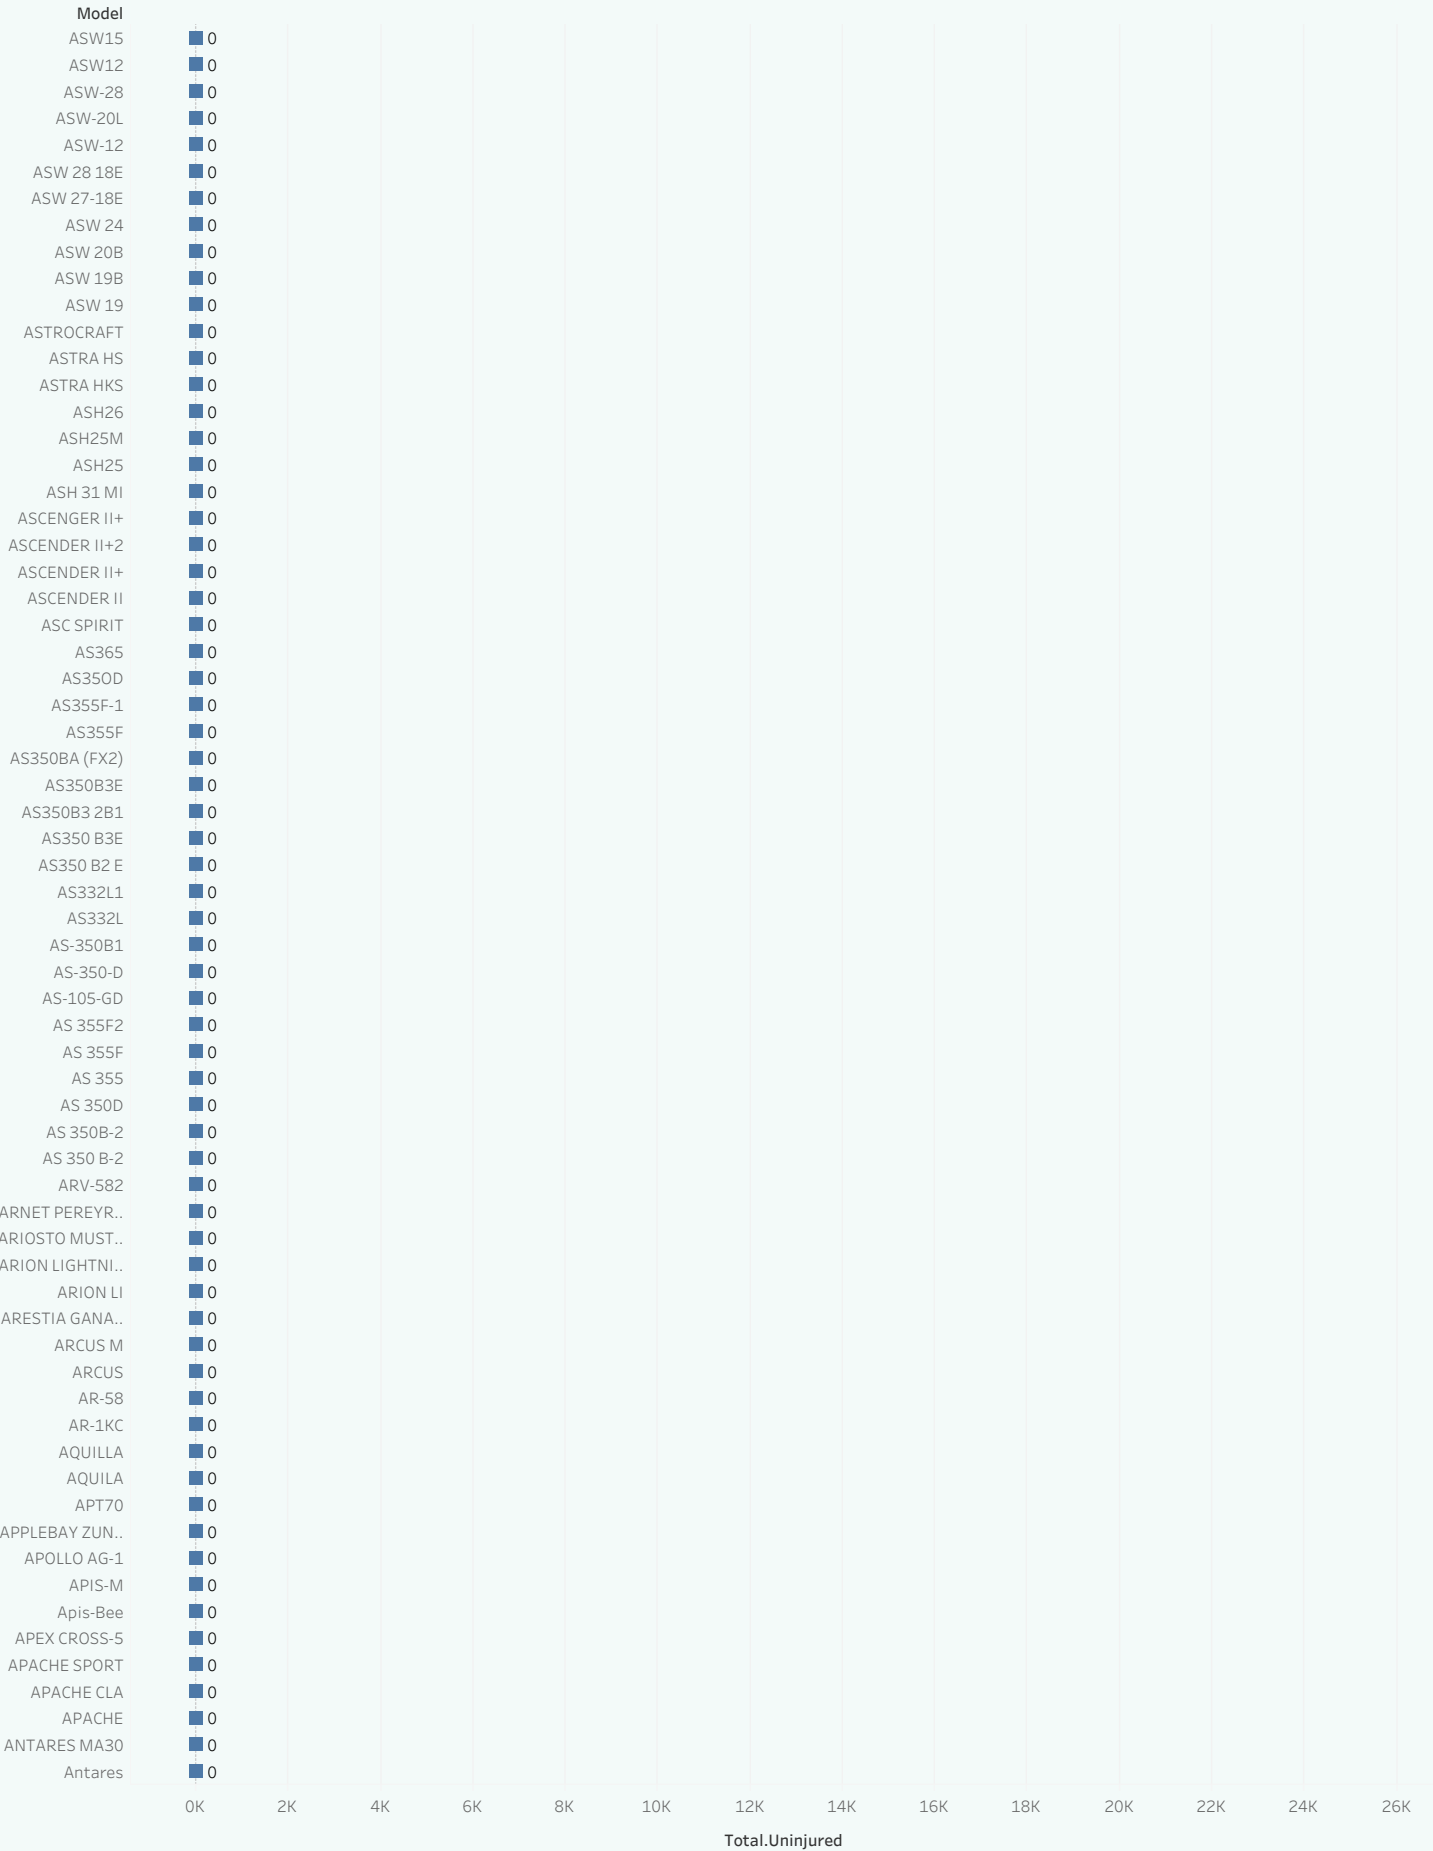 Model
ASW15 0
ASW12 0
ASW-28 0
ASW-20L 0
ASW-12 0
ASW 28 18E 0
ASW 27-18E 0
ASW 24 0
ASW 20B 0
ASW 19B 0
ASW 19 0
ASTROCRAFT 0
ASTRA HS 0
ASTRA HKS 0
ASH26 0
ASH25M 0
ASH25 0
ASH 31 MI 0
ASCENGER II+ 0
ASCENDER II+2 0
ASCENDER II+ 0
ASCENDER II 0
ASC SPIRIT 0
AS365 0
AS35OD 0
AS355F-1 0
AS355F 0
AS350BA (FX2) 0
AS350B3E 0
AS350B3 2B1 0
AS350 B3E 0
AS350 B2 E 0
AS332L1 0
AS332L 0
AS-350B1 0
AS-350-D 0
AS-105-GD 0
AS 355F2 0
AS 355F 0
AS 355 0
AS 350D 0
AS 350B-2 0
AS 350 B-2 0
ARV-582 0
ARNET PEREYR.. 0
ARIOSTO MUST.. 0
ARION LIGHTNI.. 0
ARION LI 0
ARESTIA GANA.. 0
ARCUS M 0
ARCUS 0
AR-58 0
AR-1KC 0
AQUILLA 0
AQUILA 0
APT70 0
APPLEBAY ZUN.. 0
APOLLO AG-1 0
APIS-M 0
Apis-Bee 0
APEX CROSS-5 0
APACHE SPORT 0
APACHE CLA 0
APACHE 0
ANTARES MA30 0
Antares 0
0K 2K 4K 6K 8K 10K 12K 14K 16K 18K 20K 22K 24K 26K
Total.Uninjured